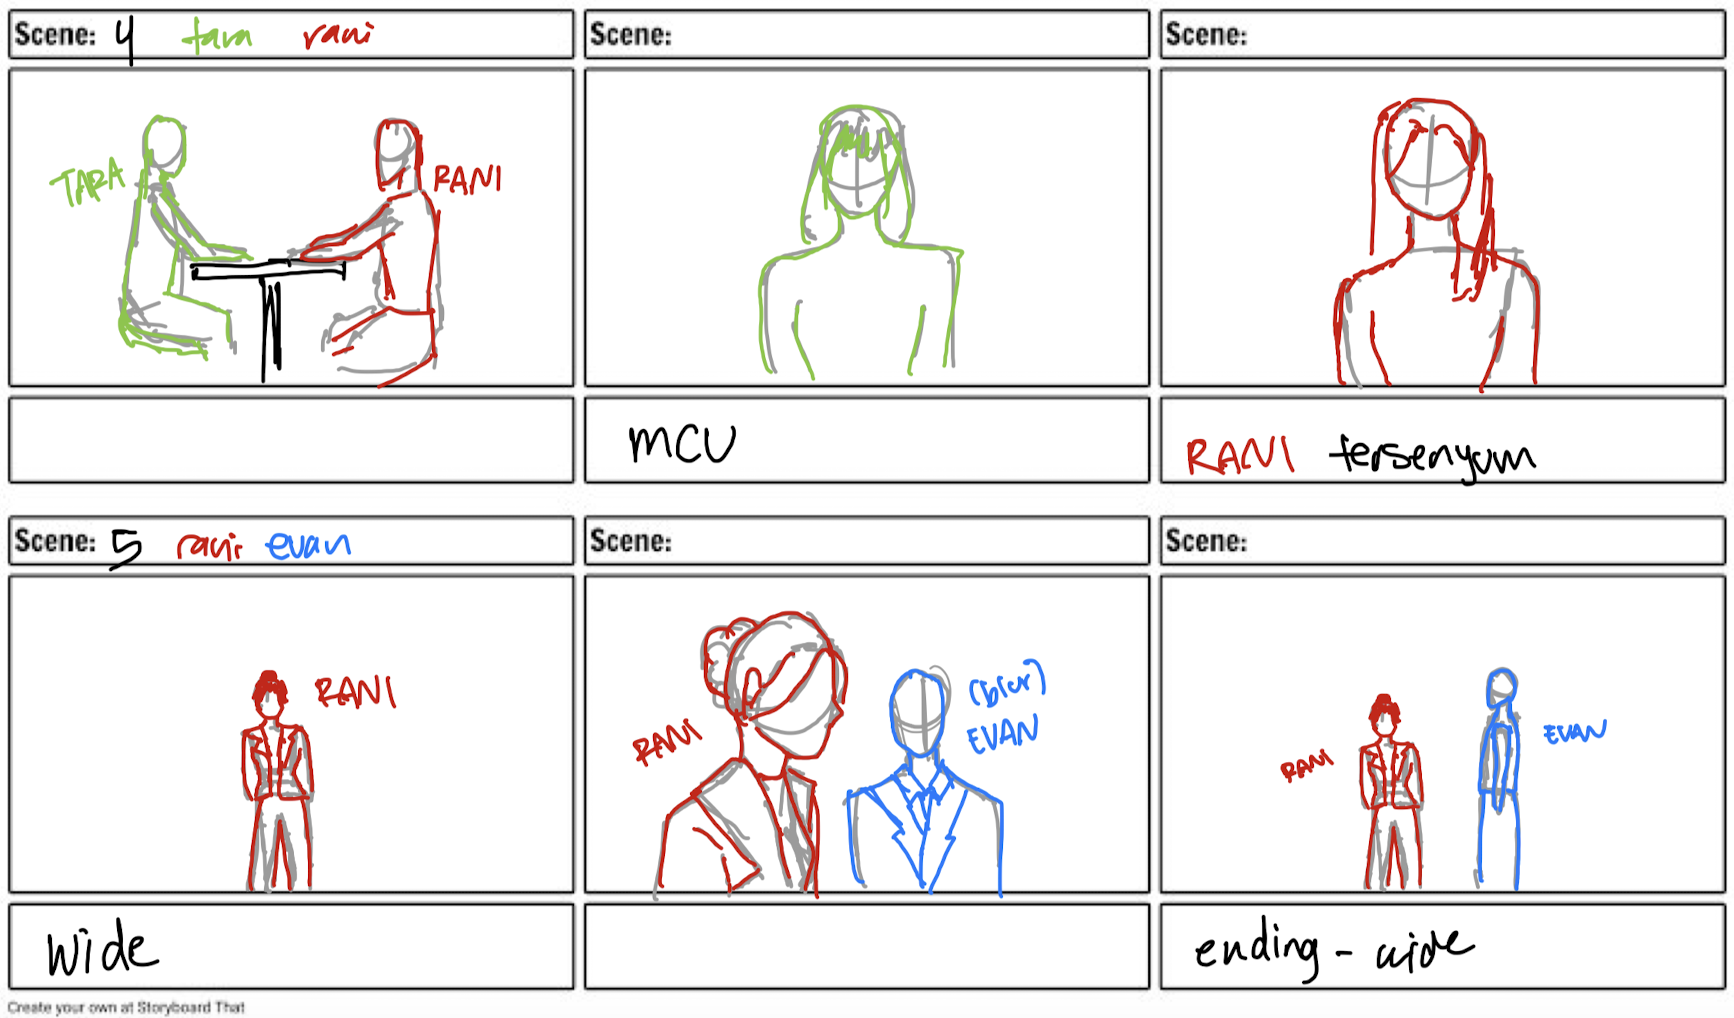 Scene: 4 tara rani
Scene:
Scene:
TARA
RANI
MCU
RANI tersenyum
Scene: 5 rani evan
Scene:
Scene:
RANI
RANI
(blur)
EVAN
RANI
EVAN
Wide
ending - wide
Create your own at Storyboard That